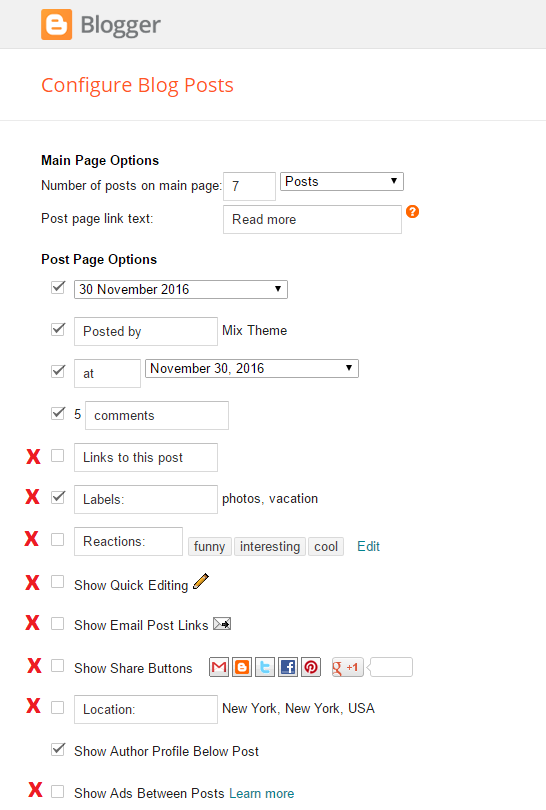 Blogger
Configure Blog Posts
Main Page Options
Number of posts on main page: 7 Posts
Post page link text: Read more ?
Post Page Options
30 November 2016
Posted by Mix Theme
at November 30, 2016
5 comments
X Links to this post
X Labels: photos, vacation
X Reactions: funny interesting cool Edit
X Show Quick Editing
X Show Email Post Links
X Show Share Buttons g +1
X Location: New York, New York, USA
Show Author Profile Below Post
X Show Ads Between Posts Learn more